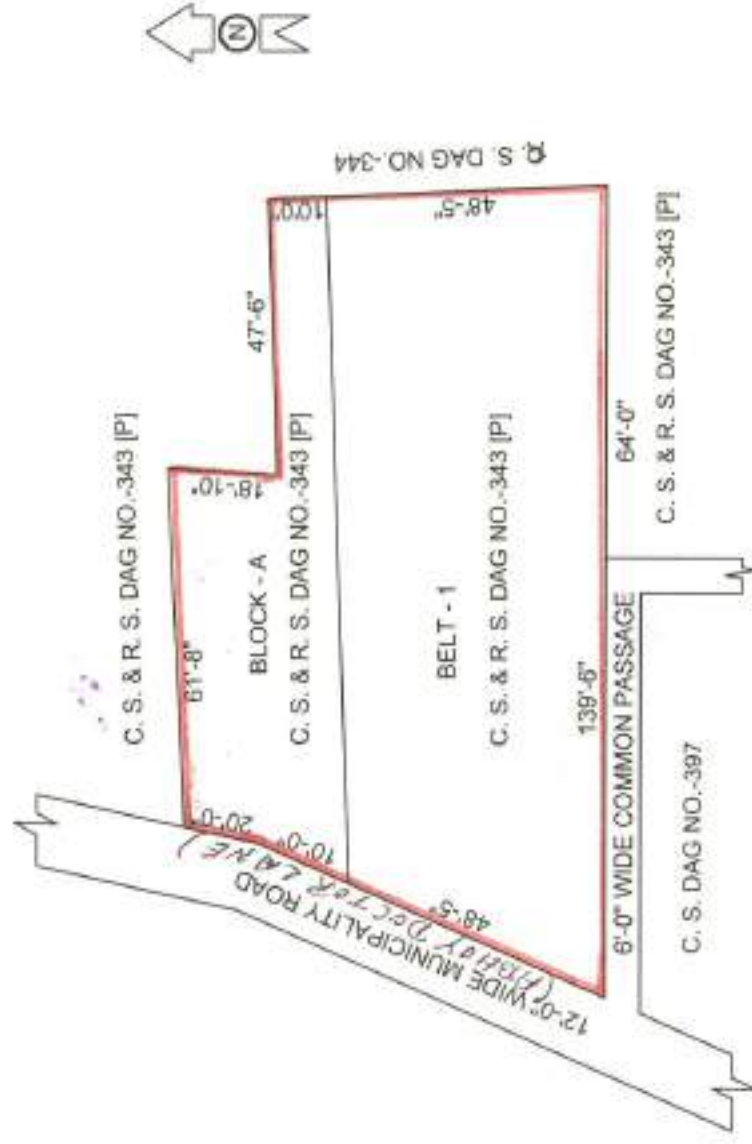 N
C. S. & R. S. DAG NO.-343 [P]
61'-8"
18'-10"
47'-6"
10'0"
48'-5"
R. S. DAG NO.-344
BLOCK - A
C. S. & R. S. DAG NO.-343 [P]
20'-0"
10'-0"
48'-5"
12'-0" WIDE MUNICIPALITY ROAD
DOCTOR LANE)
BELT - 1
C. S. & R. S. DAG NO.-343 [P]
139'-6"
64'-0"
6'-0" WIDE COMMON PASSAGE
C. S. & R. S. DAG NO.-343 [P]
C. S. DAG NO.-397